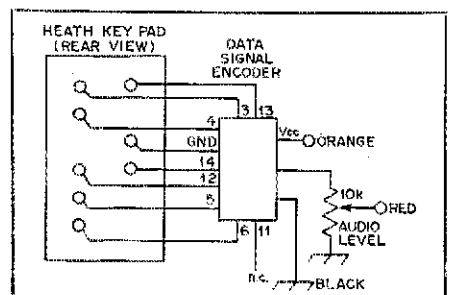 HEATH KEY PAD
(REAR VIEW)
DATA
SIGNAL
ENCODER
3 13
4
Vcc
ORANGE
GND
14
12
5
10k
RED
AUDIO
LEVEL
6 11
n.c.
BLACK